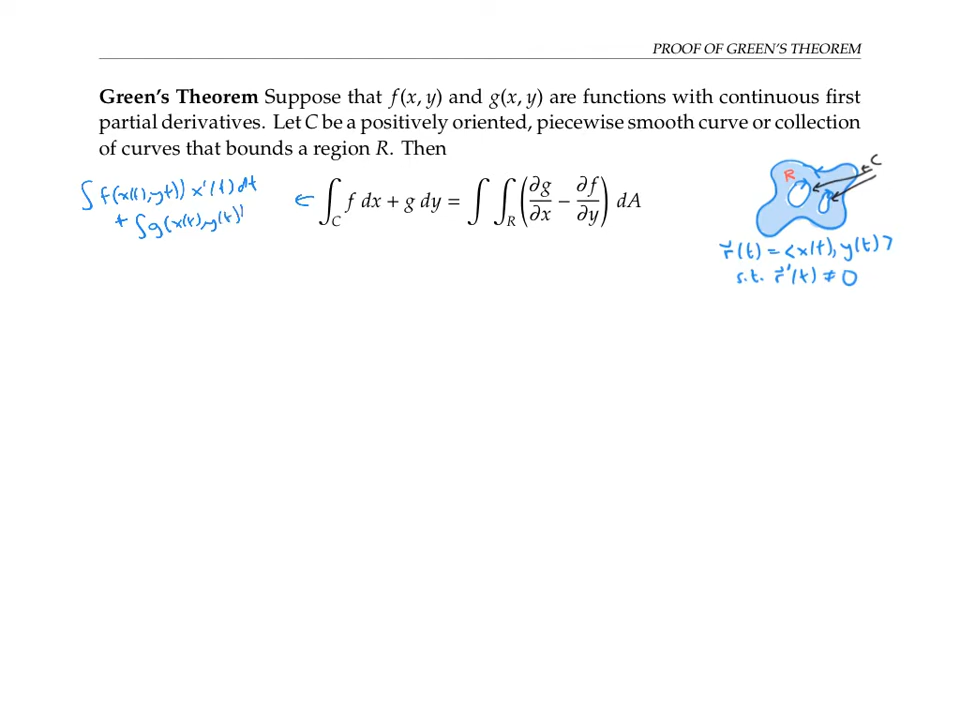 PROOF OF GREEN'S THEOREM
Green's Theorem Suppose that f(x, y) and g(x, y) are functions with continuous first
partial derivatives. Let C be a positively oriented, piecewise smooth curve or collection
of curves that bounds a region R. Then
∫ f(x(t), y(t)) x'(t) dt
+ ∫ g(x(t), y(t))
← ∫_C f dx + g dy = ∫ ∫_R (∂g/∂x − ∂f/∂y) dA
C
R
r⃗(t) = <x(t), y(t)>
s.t. r⃗'(t) ≠ 0